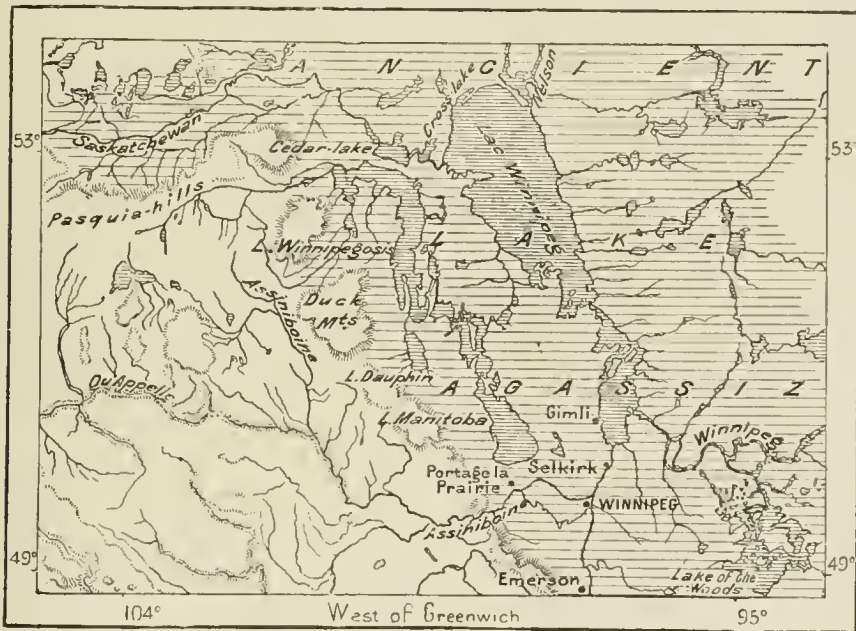 A N C I E N T
Cross lake
Nelson
53°
Saskatchewan
Cedar-lake
Lac Winnipeg
53°
Pasquia-hills
L. Winnipegosis
L A K E
Assiniboine
Duck
Mts
Qu'Appelle
L. Dauphin
A G A S S I Z
L. Manitoba
Gimli
Winnipeg
Portage la
Prairie
Selkirk
Assiniboin
WINNIPEG
49°
Emerson
Lake of the
Woods
49°
104°
West of Greenwich
95°